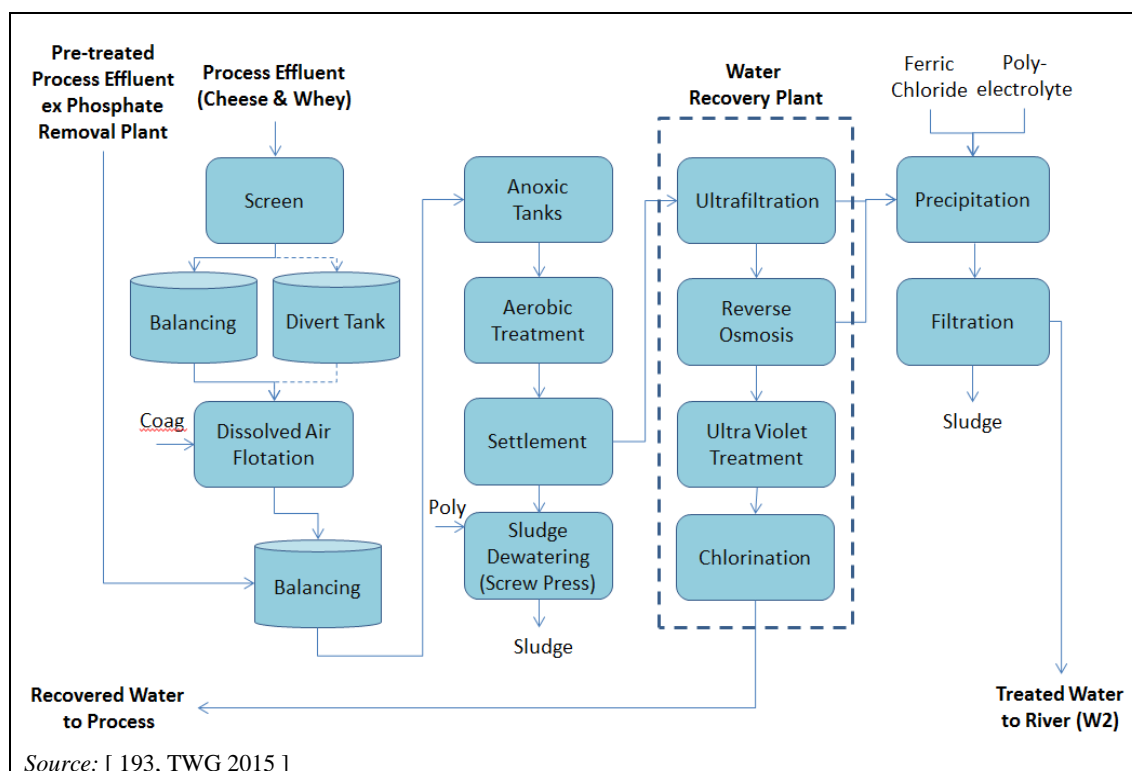 Pre-treated
Process Effluent
ex Phosphate
Removal Plant
Process Effluent
(Cheese & Whey)
Screen
Balancing
Divert Tank
Coag
Dissolved Air
Flotation
Balancing
Anoxic
Tanks
Aerobic
Treatment
Settlement
Poly
Sludge
Dewatering
(Screw Press)
Sludge
Water
Recovery Plant
Ultrafiltration
Reverse
Osmosis
Ultra Violet
Treatment
Chlorination
Ferric
Chloride
Poly-
electrolyte
Precipitation
Filtration
Sludge
Recovered Water
to Process
Treated Water
to River (W2)
Source: [ 193, TWG 2015 ]